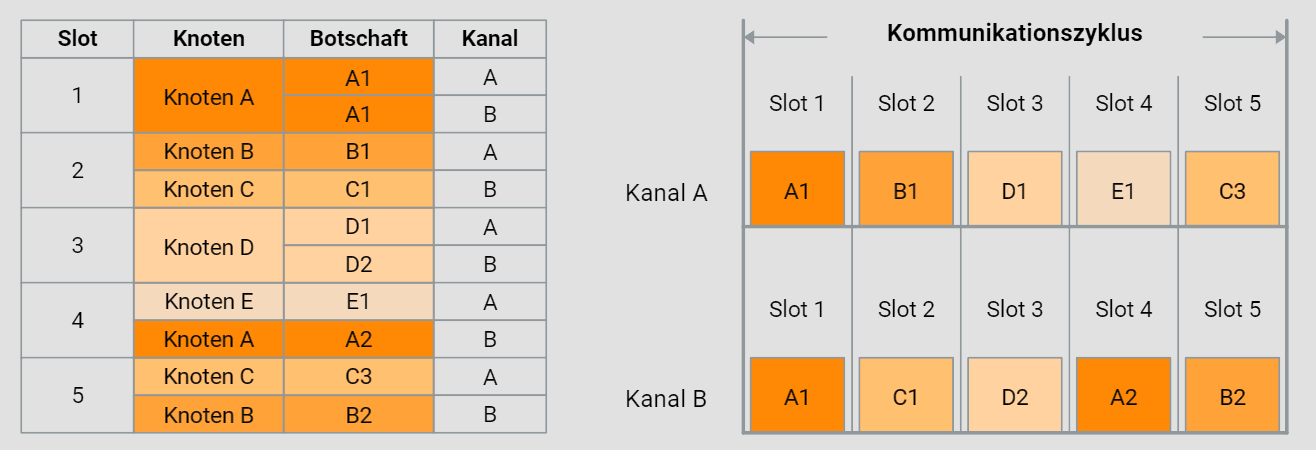 Slot Knoten Botschaft Kanal
1 Knoten A A1 A
A1 B
2 Knoten B B1 A
Knoten C C1 B
3 Knoten D D1 A
D2 B
4 Knoten E E1 A
Knoten A A2 B
5 Knoten C C3 A
Knoten B B2 B
Kommunikationszyklus
Slot 1 Slot 2 Slot 3 Slot 4 Slot 5
Kanal A A1 B1 D1 E1 C3
Slot 1 Slot 2 Slot 3 Slot 4 Slot 5
Kanal B A1 C1 D2 A2 B2